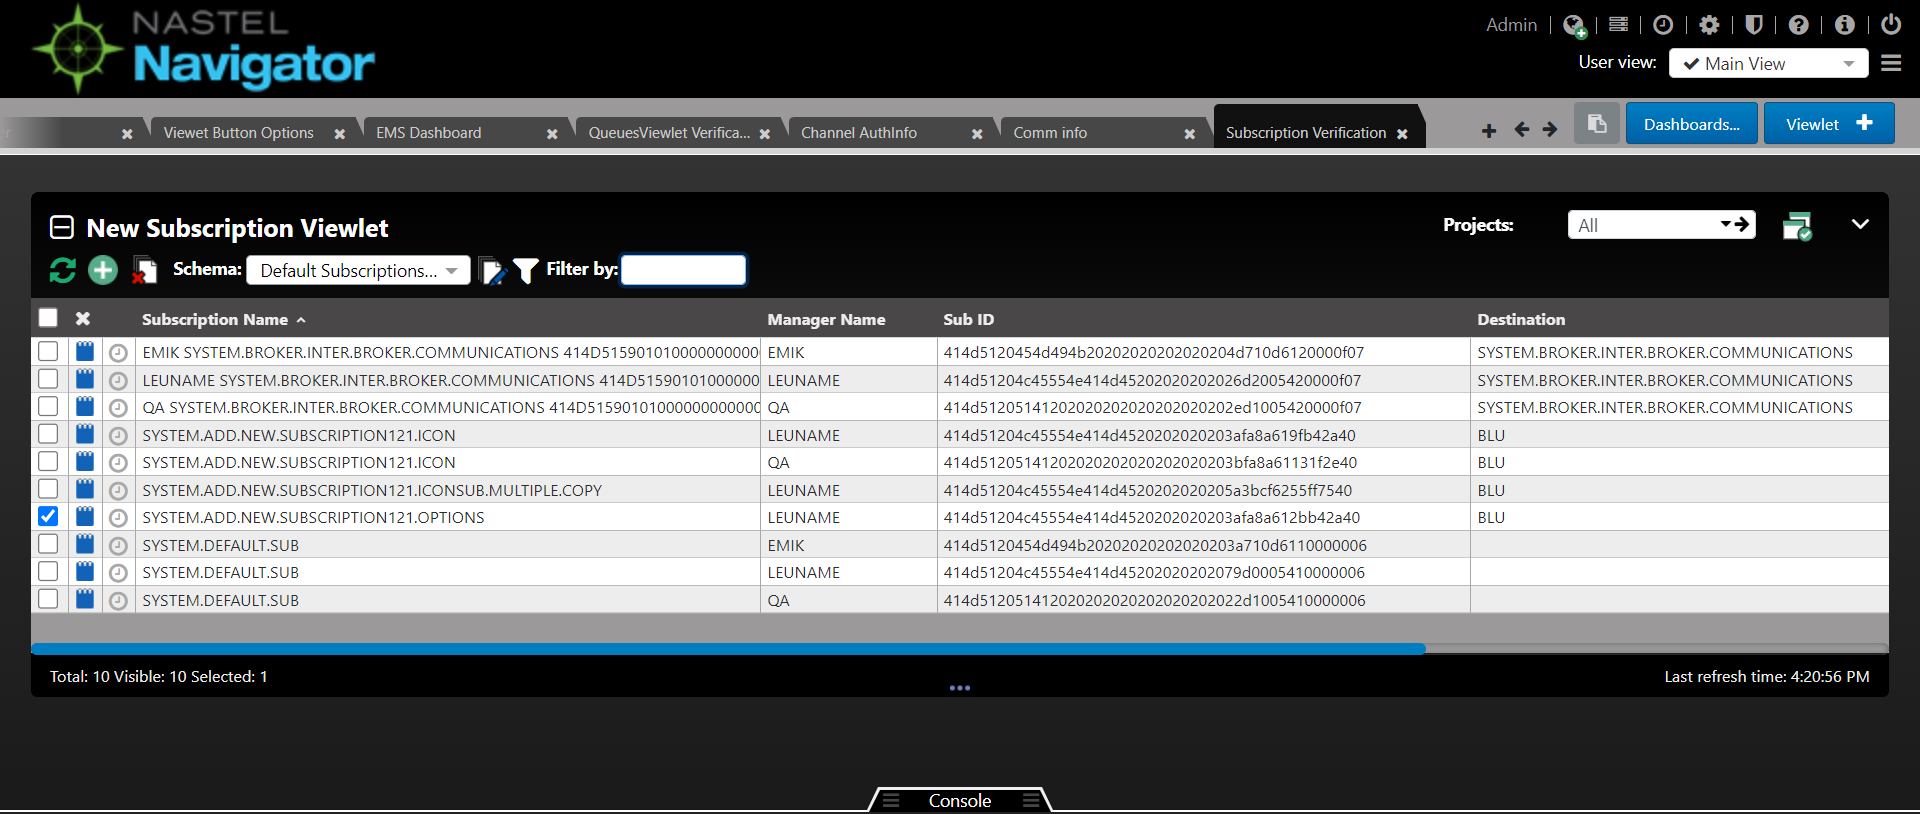 NASTEL
Navigator
Admin
User view: Main View
Viewet Button Options
EMS Dashboard
QueuesViewlet Verifica...
Channel AuthInfo
Comm info
Subscription Verification
Dashboards...
Viewlet
New Subscription Viewlet
Projects: All
Schema: Default Subscriptions... Filter by:
Subscription Name Manager Name Sub ID Destination
EMIK SYSTEM.BROKER.INTER.BROKER.COMMUNICATIONS 414D515901010000000000 EMIK 414d5120454d494b20202020202020204d710d6120000f07 SYSTEM.BROKER.INTER.BROKER.COMMUNICATIONS
LEUNAME SYSTEM.BROKER.INTER.BROKER.COMMUNICATIONS 414D51590101000000 LEUNAME 414d51204c45554e414d45202020202026d2005420000f07 SYSTEM.BROKER.INTER.BROKER.COMMUNICATIONS
QA SYSTEM.BROKER.INTER.BROKER.COMMUNICATIONS 414D51590101000000000000 QA 414d5120514120202020202020202020202ed1005420000f07 SYSTEM.BROKER.INTER.BROKER.COMMUNICATIONS
SYSTEM.ADD.NEW.SUBSCRIPTION121.ICON LEUNAME 414d51204c45554e414d4520202020203afa8a619fb42a40 BLU
SYSTEM.ADD.NEW.SUBSCRIPTION121.ICON QA 414d5120514120202020202020202020203bfa8a61131f2e40 BLU
SYSTEM.ADD.NEW.SUBSCRIPTION121.ICONSUB.MULTIPLE.COPY LEUNAME 414d51204c45554e414d4520202020205a3bcf6255ff7540 BLU
SYSTEM.ADD.NEW.SUBSCRIPTION121.OPTIONS LEUNAME 414d51204c45554e414d4520202020203afa8a612bb42a40 BLU
SYSTEM.DEFAULT.SUB EMIK 414d5120454d494b20202020202020203a710d6110000006
SYSTEM.DEFAULT.SUB LEUNAME 414d51204c45554e414d45202020202079d0005410000006
SYSTEM.DEFAULT.SUB QA 414d5120514120202020202020202020202022d1005410000006
Total: 10 Visible: 10 Selected: 1
Last refresh time: 4:20:56 PM
Console